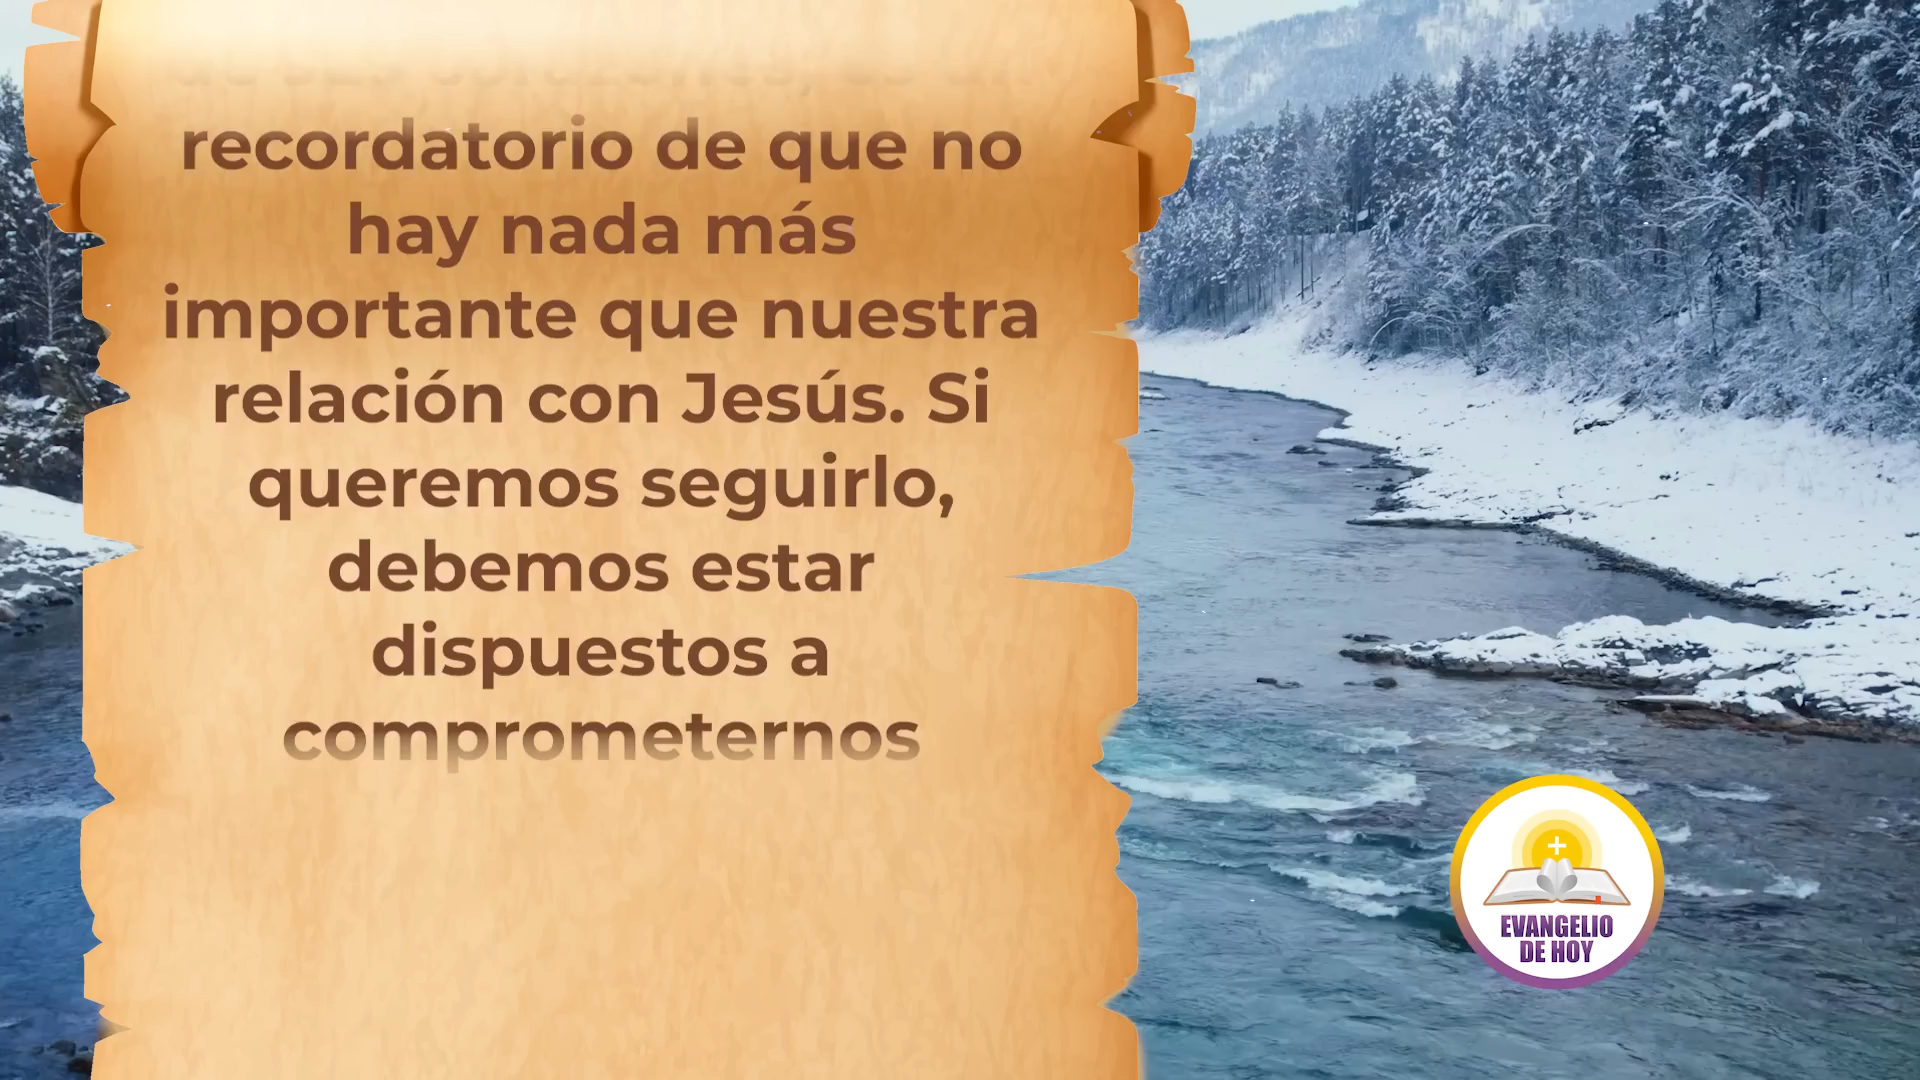 recordatorio de que no
hay nada más
importante que nuestra
relación con Jesús. Si
queremos seguirlo,
debemos estar
dispuestos a
comprometernos
EVANGELIO
DE HOY